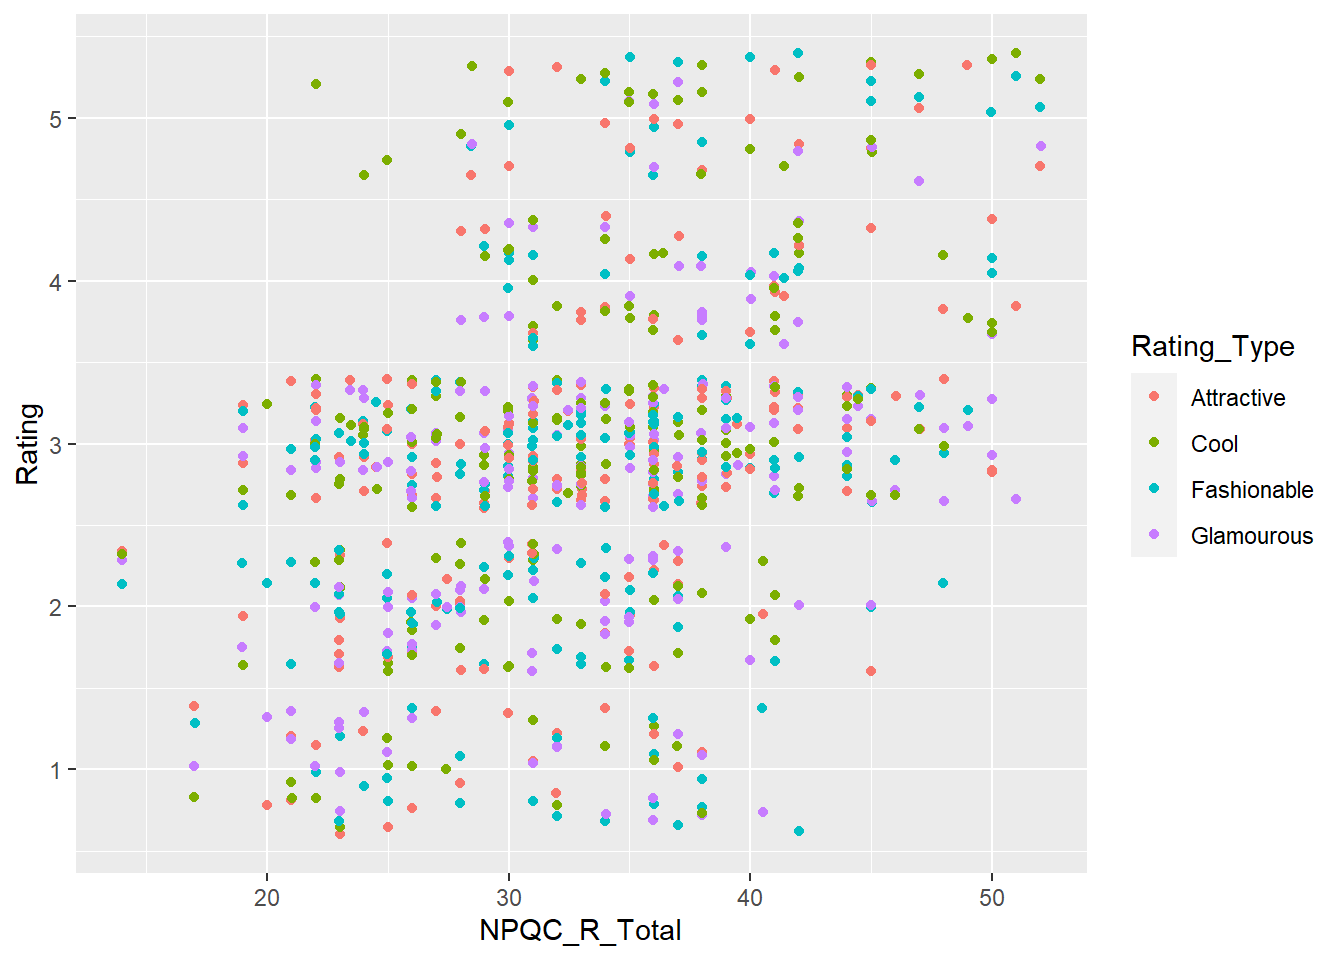 Rating
5
4
3
2
1
20 30 40 50
NPQC_R_Total
Rating_Type
Attractive
Cool
Fashionable
Glamourous